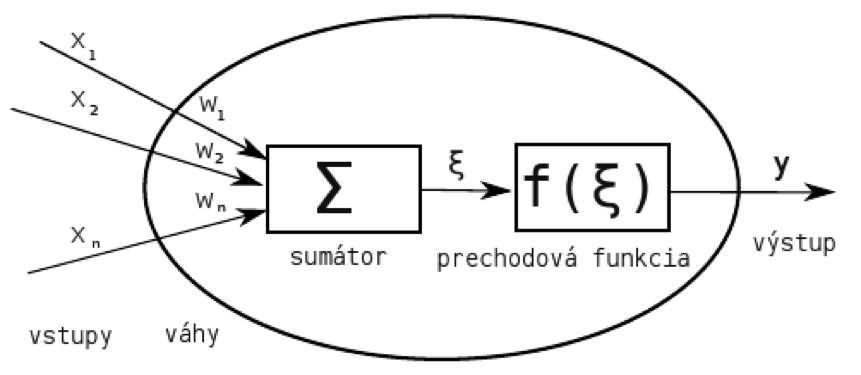 x₁
x₂
xₙ
w₁
w₂
wₙ
Σ
ξ
f(ξ)
y
sumátor
prechodová funkcia
výstup
vstupy
váhy